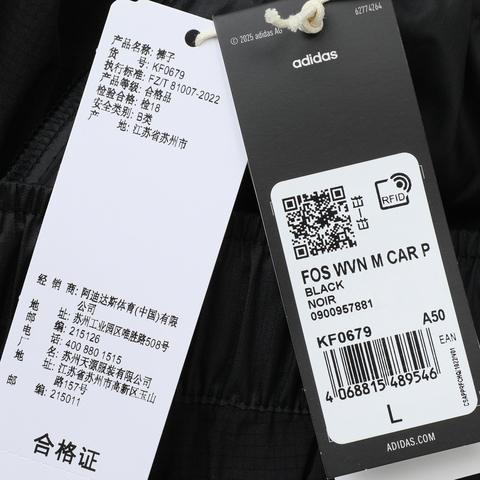 产品名称: 裤子
货 号: KF0679
执行标准: FZ/T 81007-2022
产品等级: 合格品
检验合格: 检18
安全类别: B类
产 地: 江苏省苏州市
经 销 商: 阿迪达斯体育(中国)有限
公司
址: 苏州工业园区唯胜路508号
邮 编: 215126
电 话: 400 880 1515
厂 名: 苏州天源服装有限公司
址: 江苏省苏州市高新区玉山
路157号
邮 编: 215011
合格证
62774264
© 2025 adidas AG
adidas
RFID
FOS WVN M CAR P
BLACK
NOIR
0900957881
KF0679
A50
EAN
4 068815 489546
L
ADIDAS.COM